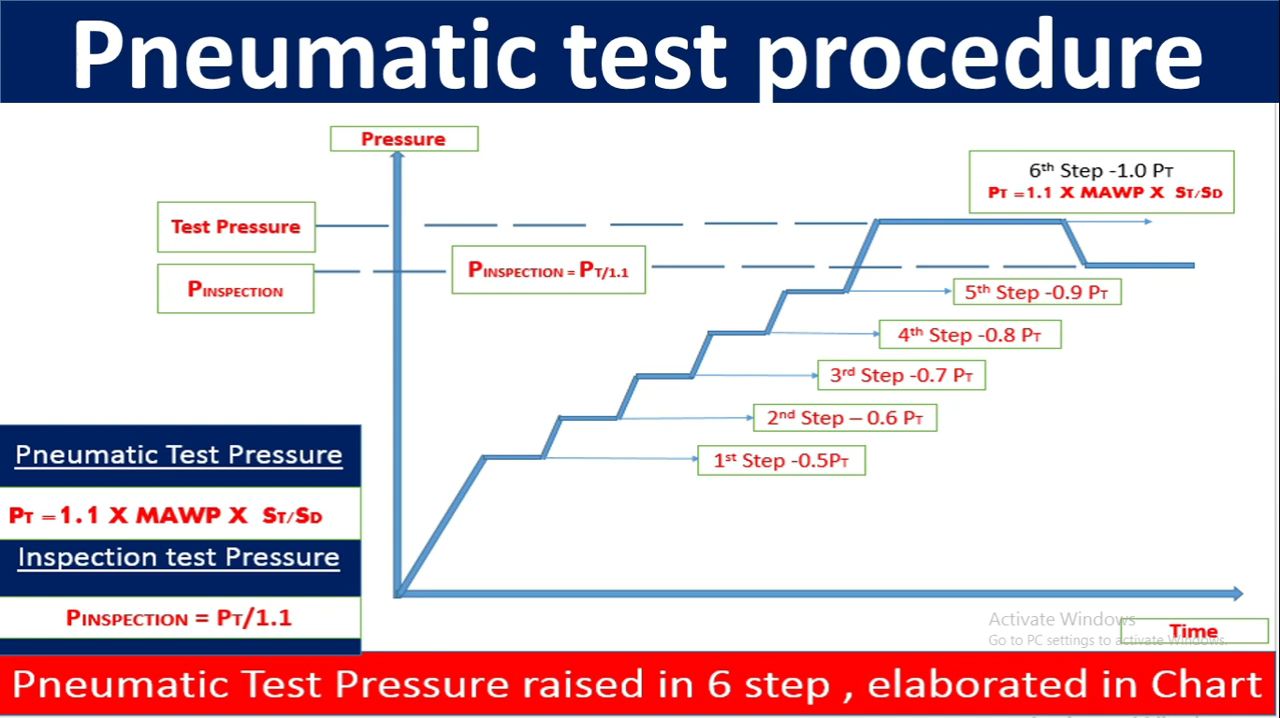 Pneumatic test procedure
Pressure
6th Step -1.0 PT
PT =1.1 X MAWP X ST/SD
Test Pressure
PINSPECTION = PT/1.1
PINSPECTION
5th Step -0.9 PT
4th Step -0.8 PT
3rd Step -0.7 PT
2nd Step – 0.6 PT
1st Step -0.5PT
Pneumatic Test Pressure
PT =1.1 X MAWP X ST/SD
Inspection test Pressure
PINSPECTION = PT/1.1
Activate Windows
Go to PC settings to activate Windows.
Time
Pneumatic Test Pressure raised in 6 step , elaborated in Chart